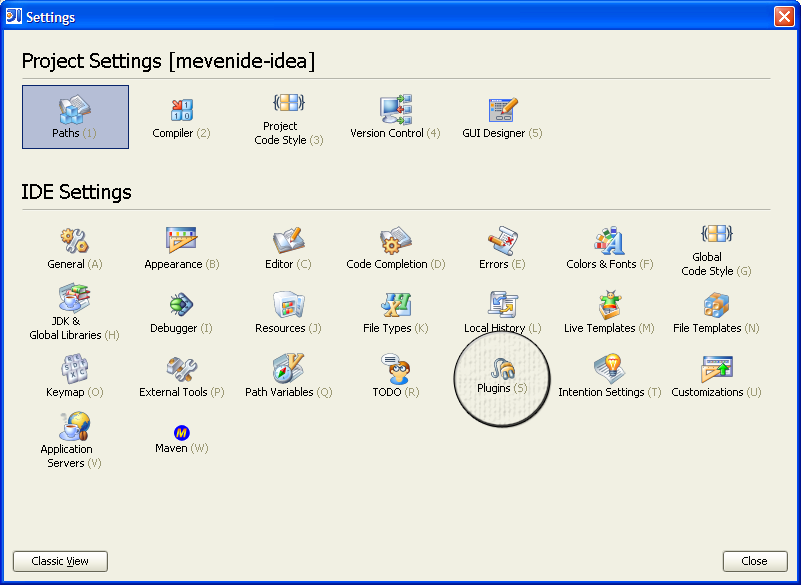 Settings
Project Settings [mevenide-idea]
Paths (1)
Compiler (2)
Project
Code Style (3)
Version Control (4)
GUI Designer (5)
IDE Settings
General (A)
Appearance (B)
Editor (C)
Code Completion (D)
Errors (E)
Colors & Fonts (F)
Global
Code Style (G)
JDK &
Global Libraries (H)
Debugger (I)
Resources (J)
File Types (K)
Local History (L)
Live Templates (M)
File Templates (N)
Keymap (O)
External Tools (P)
Path Variables (Q)
TODO (R)
Plugins (S)
Intention Settings (T)
Customizations (U)
Application
Servers (V)
Maven (W)
Classic View
Close